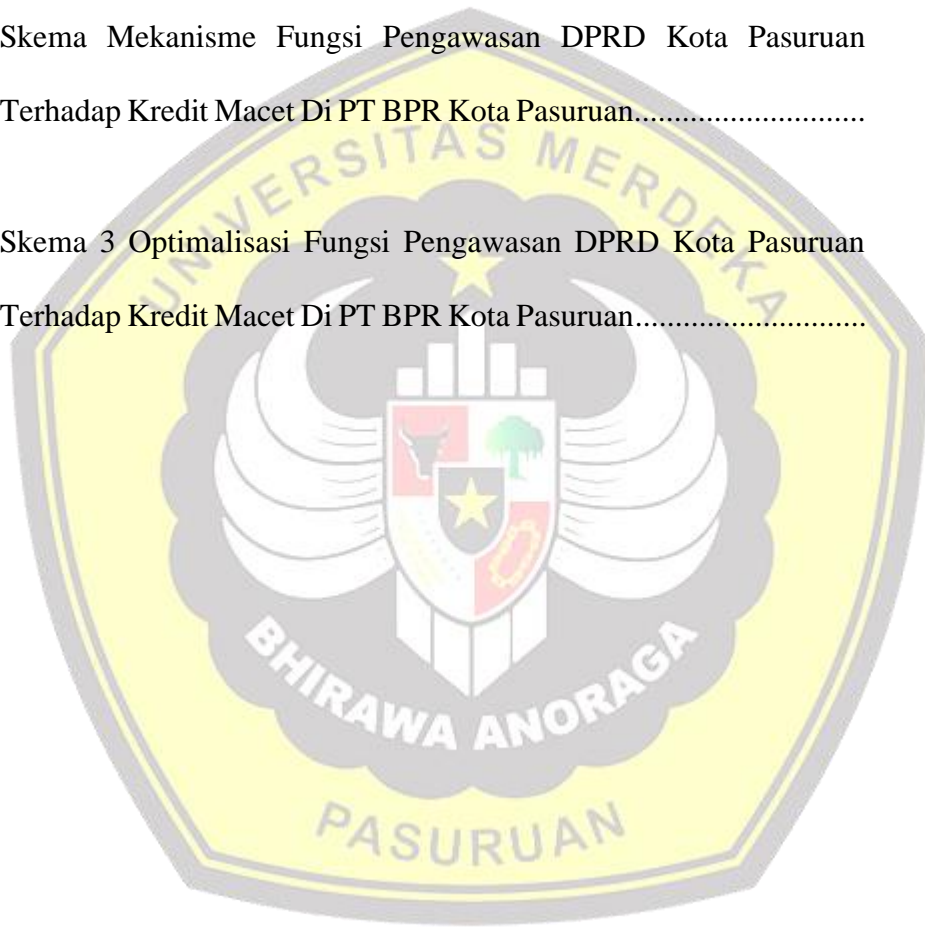 Skema Mekanisme Fungsi Pengawasan DPRD Kota Pasuruan
Terhadap Kredit Macet Di PT BPR Kota Pasuruan.............................
Skema 3 Optimalisasi Fungsi Pengawasan DPRD Kota Pasuruan
Terhadap Kredit Macet Di PT BPR Kota Pasuruan.............................
UNIVERSITAS MERDEKA
BHIRAWA ANORAGA
PASURUAN